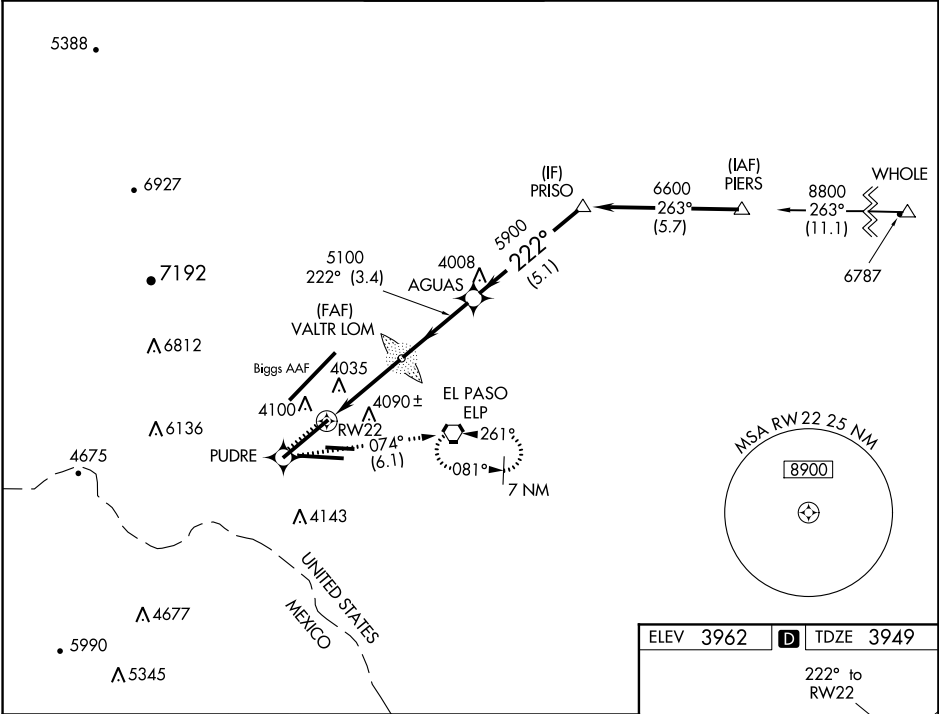 5388
6927
7192
6812
6136
4675
4677
5990
5345
(IF)
PRISO
6600
263°
(5.7)
(IAF)
PIERS
8800
263°
(11.1)
WHOLE
6787
5900
222°
(5.1)
5100
222° (3.4)
4008
AGUAS
(FAF)
VALTR LOM
Biggs AAF
4035
4100
4090±
RW22
PUDRE
074°
(6.1)
EL PASO
ELP
261°
081°
7 NM
4143
UNITED STATES
MEXICO
MSA RW22 25 NM
8900
ELEV 3962 D TDZE 3949
222° to
RW22